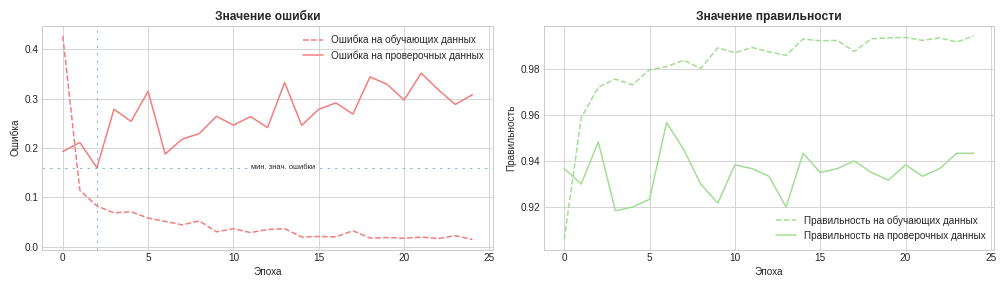 Значение ошибки
Ошибка
0.4
0.3
0.2
0.1
0.0
Ошибка на обучающих данных
Ошибка на проверочных данных
мин. знач. ошибки
0
5
10
15
20
25
Эпоха
Значение правильности
Правильность
0.98
0.96
0.94
0.92
Правильность на обучающих данных
Правильность на проверочных данных
0
5
10
15
20
25
Эпоха